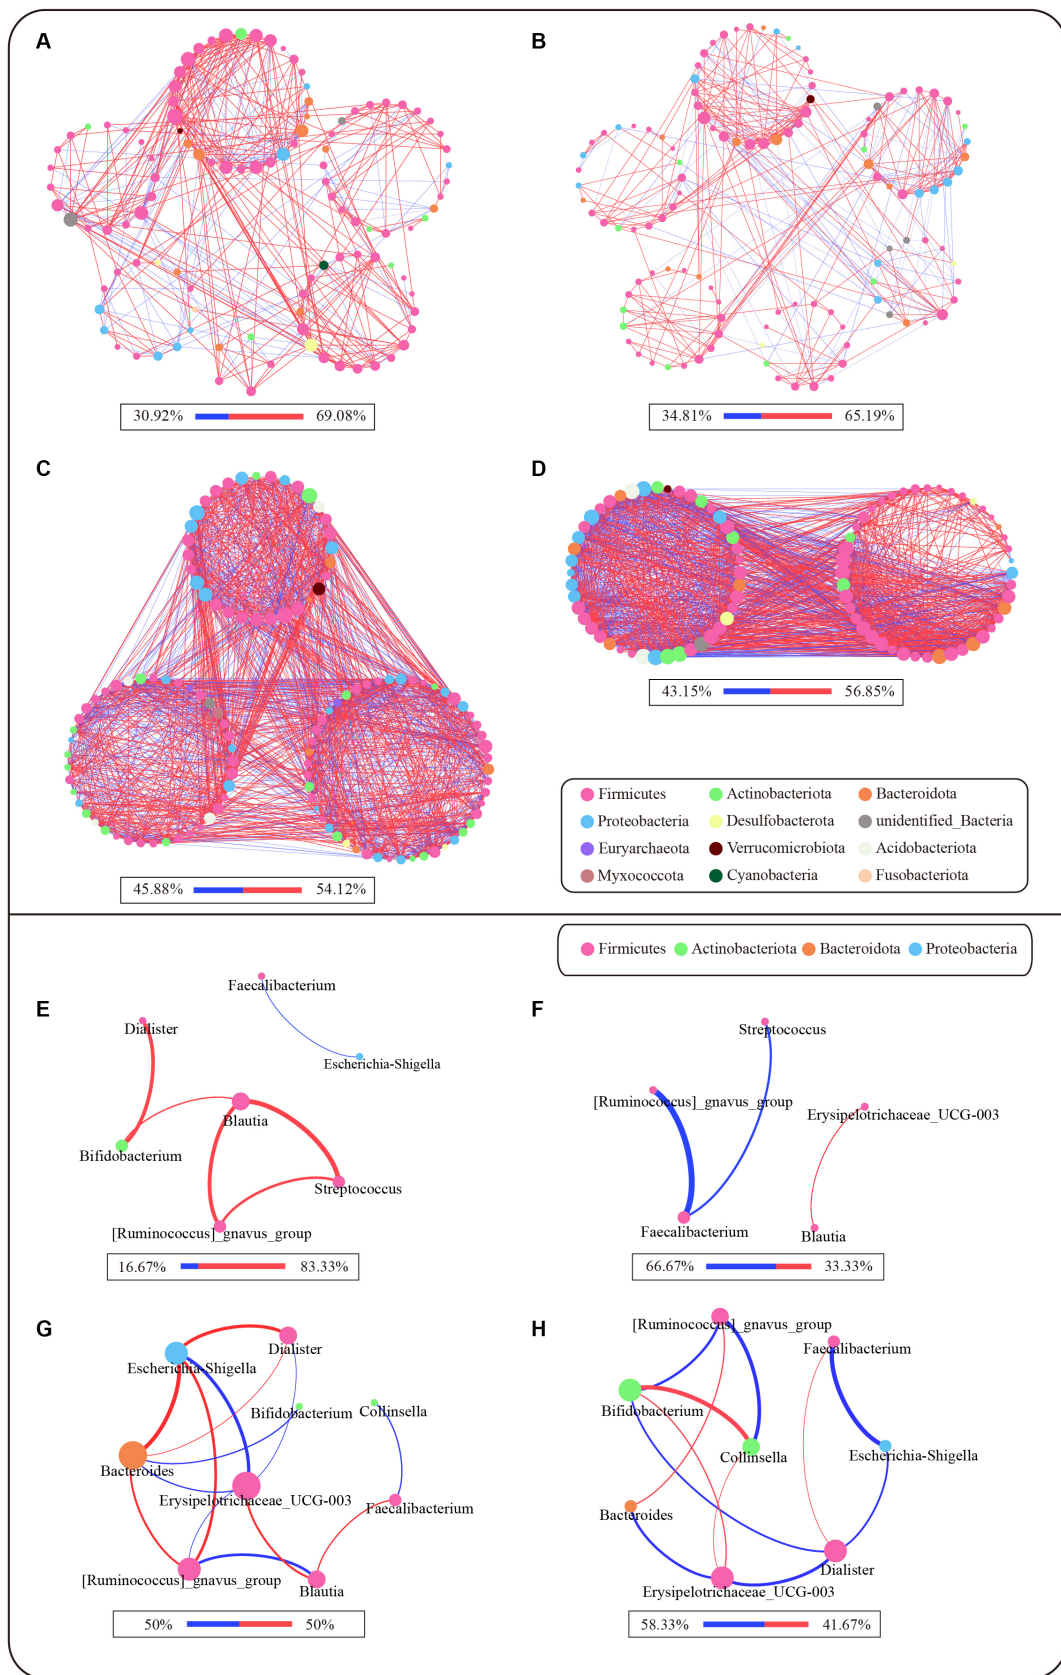 A
B
30.92% 69.08%
34.81% 65.19%
C
D
43.15% 56.85%
45.88% 54.12%
Firmicutes Actinobacteriota Bacteroidota
Proteobacteria Desulfobacterota unidentified_Bacteria
Euryarchaeota Verrucomicrobiota Acidobacteriota
Myxococcota Cyanobacteria Fusobacteriota
Firmicutes Actinobacteriota Bacteroidota Proteobacteria
E
Faecalibacterium
Dialister
Escherichia-Shigella
Blautia
Bifidobacterium
Streptococcus
[Ruminococcus]_gnavus_group
16.67% 83.33%
F
Streptococcus
[Ruminococcus]_gnavus_group
Erysipelotrichaceae_UCG-003
Faecalibacterium
Blautia
66.67% 33.33%
G
Dialister
Escherichia-Shigella
Bifidobacterium
Collinsella
Bacteroides
Erysipelotrichaceae_UCG-003
Faecalibacterium
[Ruminococcus]_gnavus_group
Blautia
50% 50%
H
[Ruminococcus]_gnavus_group
Faecalibacterium
Bifidobacterium
Collinsella
Escherichia-Shigella
Bacteroides
Dialister
Erysipelotrichaceae_UCG-003
58.33% 41.67%